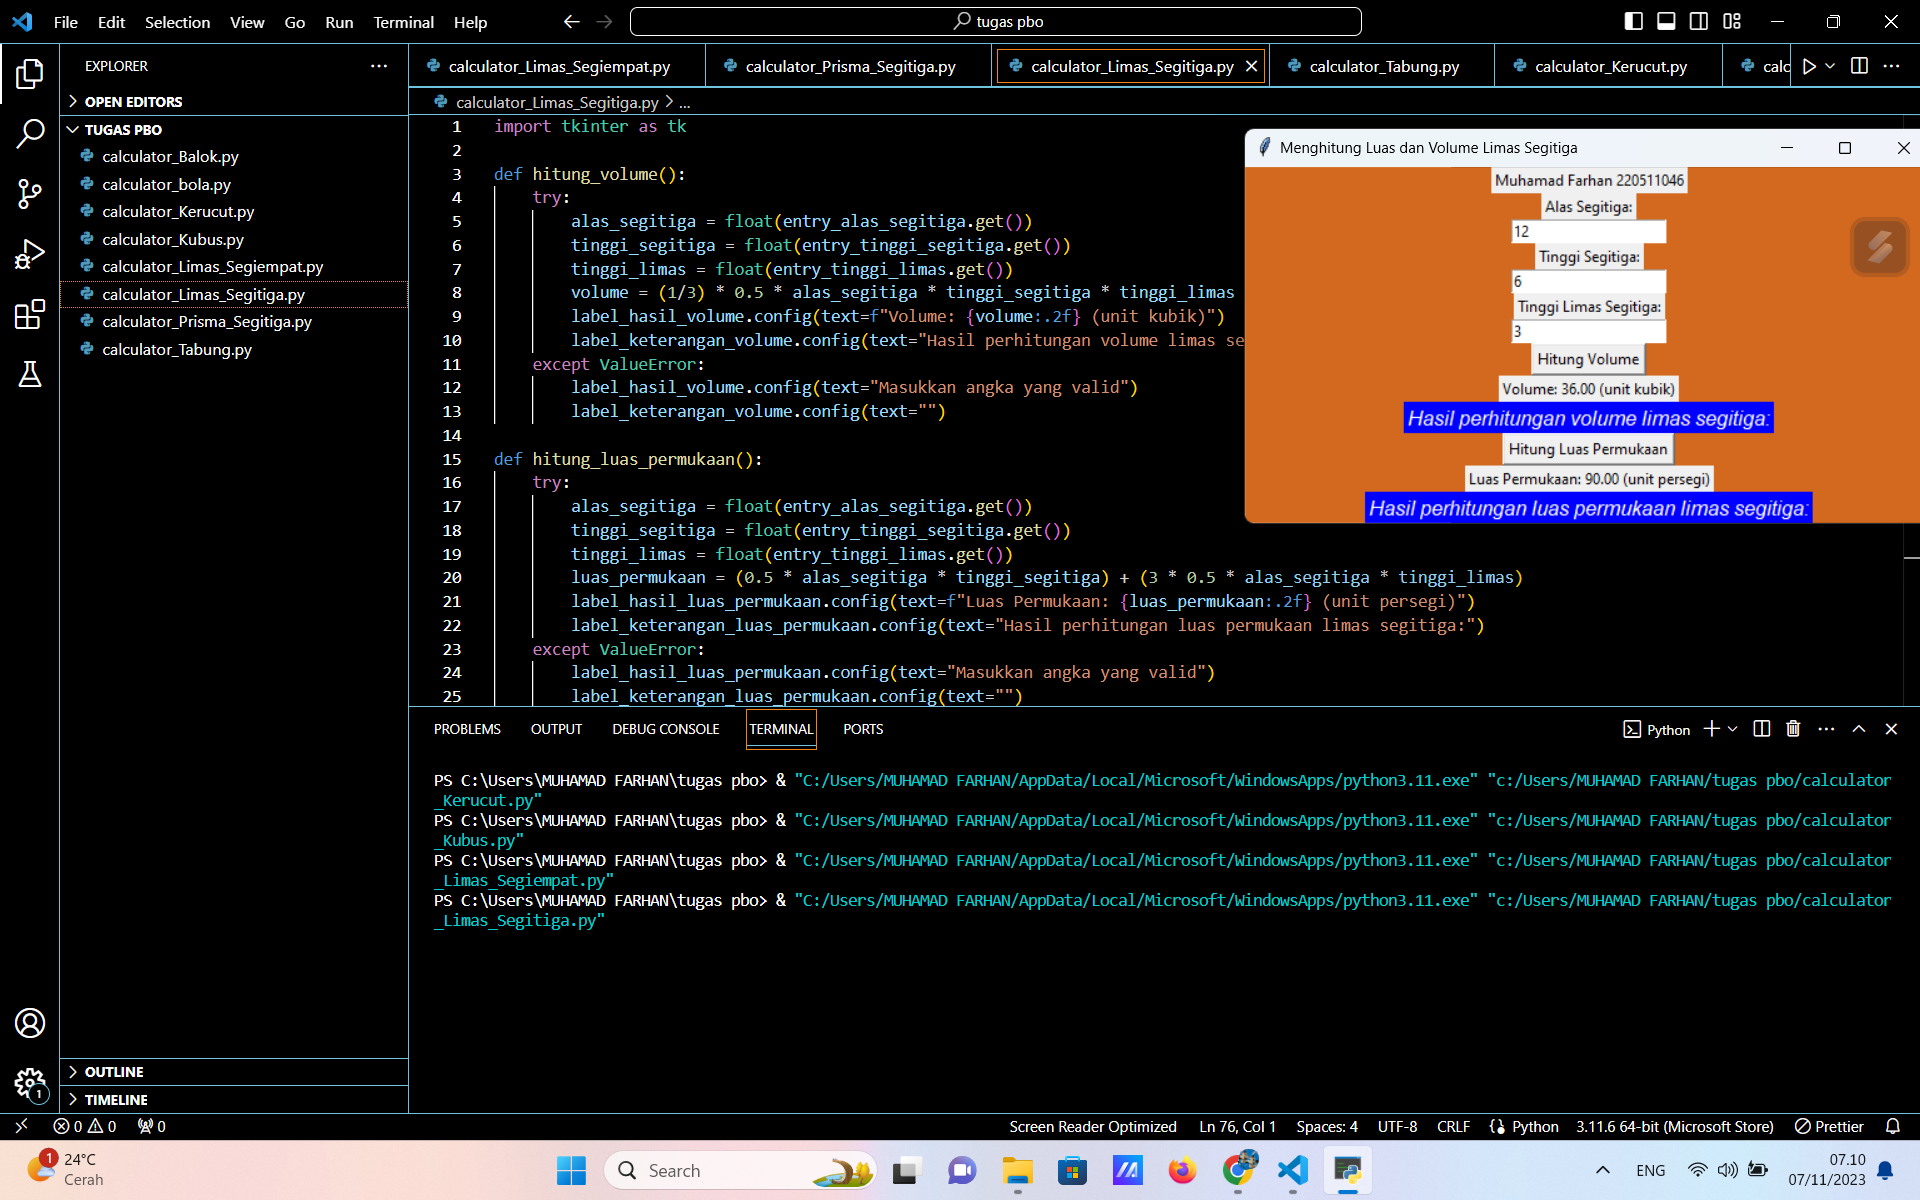 File Edit Selection View Go Run Terminal Help
tugas pbo
EXPLORER
calculator_Limas_Segiempat.py
calculator_Prisma_Segitiga.py
calculator_Limas_Segitiga.py
calculator_Tabung.py
calculator_Kerucut.py
calc
OPEN EDITORS
TUGAS PBO
calculator_Balok.py
calculator_bola.py
calculator_Kerucut.py
calculator_Kubus.py
calculator_Limas_Segiempat.py
calculator_Limas_Segitiga.py
calculator_Prisma_Segitiga.py
calculator_Tabung.py
OUTLINE
TIMELINE
calculator_Limas_Segitiga.py > ...
1 import tkinter as tk
2
3 def hitung_volume():
4 try:
5 alas_segitiga = float(entry_alas_segitiga.get())
6 tinggi_segitiga = float(entry_tinggi_segitiga.get())
7 tinggi_limas = float(entry_tinggi_limas.get())
8 volume = (1/3) * 0.5 * alas_segitiga * tinggi_segitiga * tinggi_limas
9 label_hasil_volume.config(text=f"Volume: {volume:.2f} (unit kubik)")
10 label_keterangan_volume.config(text="Hasil perhitungan volume limas se
11 except ValueError:
12 label_hasil_volume.config(text="Masukkan angka yang valid")
13 label_keterangan_volume.config(text="")
14
15 def hitung_luas_permukaan():
16 try:
17 alas_segitiga = float(entry_alas_segitiga.get())
18 tinggi_segitiga = float(entry_tinggi_segitiga.get())
19 tinggi_limas = float(entry_tinggi_limas.get())
20 luas_permukaan = (0.5 * alas_segitiga * tinggi_segitiga) + (3 * 0.5 * alas_segitiga * tinggi_limas)
21 label_hasil_luas_permukaan.config(text=f"Luas Permukaan: {luas_permukaan:.2f} (unit persegi)")
22 label_keterangan_luas_permukaan.config(text="Hasil perhitungan luas permukaan limas segitiga:")
23 except ValueError:
24 label_hasil_luas_permukaan.config(text="Masukkan angka yang valid")
25 label_keterangan_luas_permukaan.config(text="")
Menghitung Luas dan Volume Limas Segitiga
Muhamad Farhan 220511046
Alas Segitiga:
12
Tinggi Segitiga:
6
Tinggi Limas Segitiga:
3
Hitung Volume
Volume: 36.00 (unit kubik)
Hasil perhitungan volume limas segitiga:
Hitung Luas Permukaan
Luas Permukaan: 90.00 (unit persegi)
Hasil perhitungan luas permukaan limas segitiga:
PROBLEMS OUTPUT DEBUG CONSOLE TERMINAL PORTS
Python
PS C:\Users\MUHAMAD FARHAN\tugas pbo> & "C:/Users/MUHAMAD FARHAN/AppData/Local/Microsoft/WindowsApps/python3.11.exe" "c:/Users/MUHAMAD FARHAN/tugas pbo/calculator
_Kerucut.py"
PS C:\Users\MUHAMAD FARHAN\tugas pbo> & "C:/Users/MUHAMAD FARHAN/AppData/Local/Microsoft/WindowsApps/python3.11.exe" "c:/Users/MUHAMAD FARHAN/tugas pbo/calculator
_Kubus.py"
PS C:\Users\MUHAMAD FARHAN\tugas pbo> & "C:/Users/MUHAMAD FARHAN/AppData/Local/Microsoft/WindowsApps/python3.11.exe" "c:/Users/MUHAMAD FARHAN/tugas pbo/calculator
_Limas_Segiempat.py"
PS C:\Users\MUHAMAD FARHAN\tugas pbo> & "C:/Users/MUHAMAD FARHAN/AppData/Local/Microsoft/WindowsApps/python3.11.exe" "c:/Users/MUHAMAD FARHAN/tugas pbo/calculator
_Limas_Segitiga.py"
1
0 0 0
Screen Reader Optimized Ln 76, Col 1 Spaces: 4 UTF-8 CRLF Python 3.11.6 64-bit (Microsoft Store) Prettier
1
24°C
Cerah
Search
ENG
07.10
07/11/2023